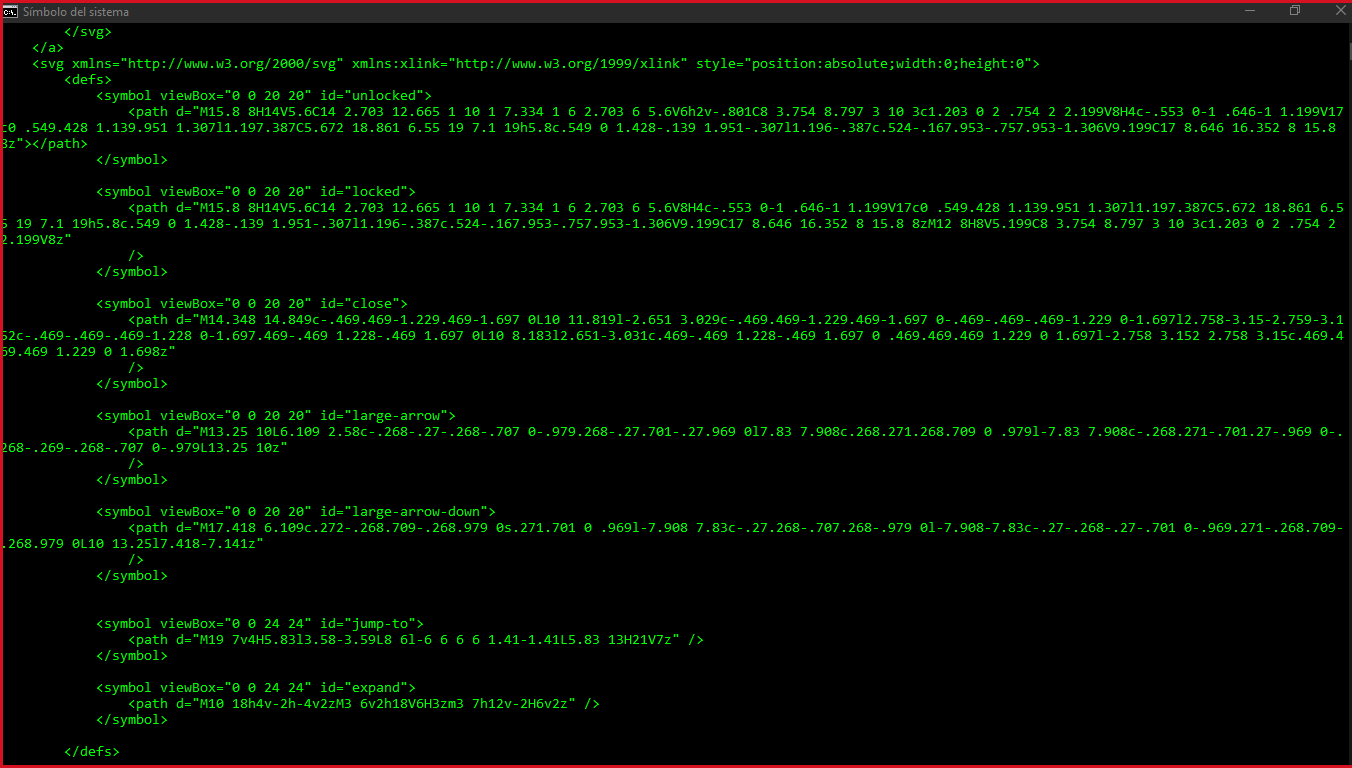 Símbolo del sistema
</svg>
</a>
<svg xmlns="http://www.w3.org/2000/svg" xmlns:xlink="http://www.w3.org/1999/xlink" style="position:absolute;width:0;height:0">
<defs>
<symbol viewBox="0 0 20 20" id="unlocked">
<path d="M15.8 8H14V5.6C14 2.703 12.665 1 10 1 7.334 1 6 2.703 6 5.6V6h2v-.801C8 3.754 8.797 3 10 3c1.203 0 2 .754 2 2.199V8H4c-.553 0-1 .646-1 1.199V17
c0 .549.428 1.139.951 1.307l1.197.387C5.672 18.861 6.55 19 7.1 19h5.8c.549 0 1.428-.139 1.951-.307l1.196-.387c.524-.167.953-.757.953-1.306V9.199C17 8.646 16.352 8 15.8
8z"></path>
</symbol>
<symbol viewBox="0 0 20 20" id="locked">
<path d="M15.8 8H14V5.6C14 2.703 12.665 1 10 1 7.334 1 6 2.703 6 5.6V8H4c-.553 0-1 .646-1 1.199V17c0 .549.428 1.139.951 1.307l1.197.387C5.672 18.861 6.5
5 19 7.1 19h5.8c.549 0 1.428-.139 1.951-.307l1.196-.387c.524-.167.953-.757.953-1.306V9.199C17 8.646 16.352 8 15.8 8zM12 8H8V5.199C8 3.754 8.797 3 10 3c1.203 0 2 .754 2
2.199V8z"
/>
</symbol>
<symbol viewBox="0 0 20 20" id="close">
<path d="M14.348 14.849c-.469.469-1.229.469-1.697 0L10 11.819l-2.651 3.029c-.469.469-1.229.469-1.697 0-.469-.469-.469-1.229 0-1.697l2.758-3.15-2.759-3.1
52c-.469-.469-.469-1.228 0-1.697.469-.469 1.228-.469 1.697 0L10 8.183l2.651-3.031c.469-.469 1.228-.469 1.697 0 .469.469.469 1.229 0 1.697l-2.758 3.152 2.758 3.15c.469.4
69.469 1.229 0 1.698z"
/>
</symbol>
<symbol viewBox="0 0 20 20" id="large-arrow">
<path d="M13.25 10L6.109 2.58c-.268-.27-.268-.707 0-.979.268-.27.701-.27.969 0l7.83 7.908c.268.271.268.709 0 .979l-7.83 7.908c-.268.271-.701.27-.969 0-.
268-.269-.268-.707 0-.979L13.25 10z"
/>
</symbol>
<symbol viewBox="0 0 20 20" id="large-arrow-down">
<path d="M17.418 6.109c.272-.268.709-.268.979 0s.271.701 0 .969l-7.908 7.83c-.27.268-.707.268-.979 0l-7.908-7.83c-.27-.268-.27-.701 0-.969.271-.268.709-
.268.979 0L10 13.25l7.418-7.141z"
/>
</symbol>
<symbol viewBox="0 0 24 24" id="jump-to">
<path d="M19 7v4H5.83l3.58-3.59L8 6l-6 6 6 6 1.41-1.41L5.83 13H21V7z" />
</symbol>
<symbol viewBox="0 0 24 24" id="expand">
<path d="M10 18h4v-2h-4v2zM3 6v2h18V6H3zm3 7h12v-2H6v2z" />
</symbol>
</defs>